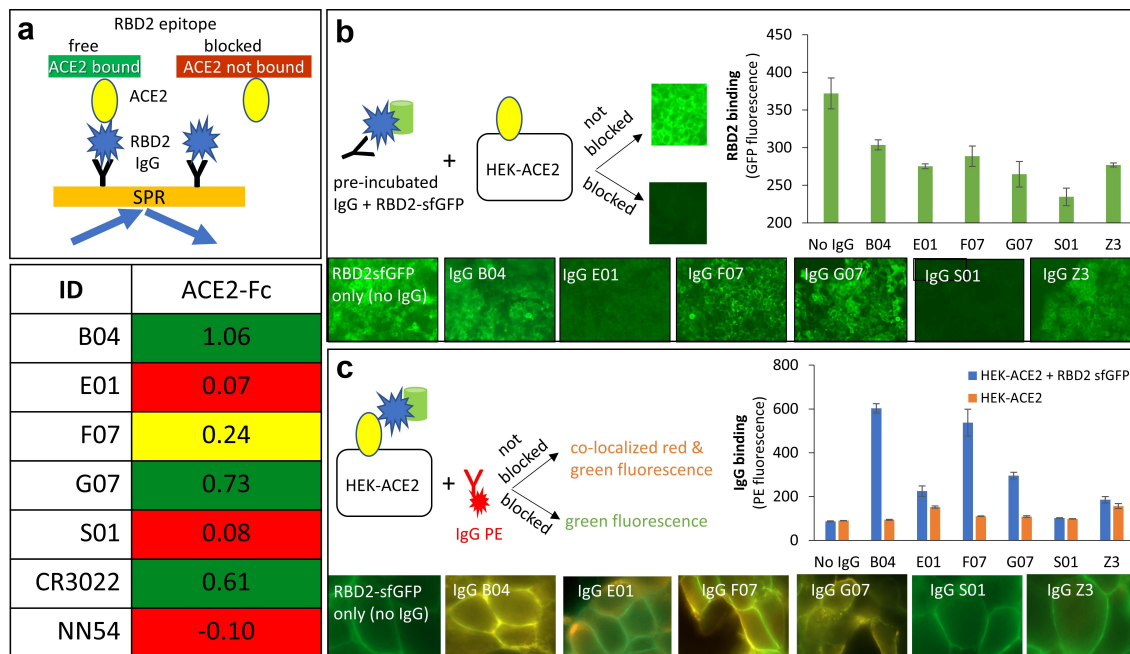 a
RBD2 epitope
free
blocked
ACE2 bound
ACE2 not bound
ACE2
RBD2
IgG
SPR
ID ACE2-Fc
B04 1.06
E01 0.07
F07 0.24
G07 0.73
S01 0.08
CR3022 0.61
NN54 -0.10
b
pre-incubated
IgG + RBD2-sfGFP
+
HEK-ACE2
not
blocked
blocked
RBD2 binding
(GFP fluorescence )
450
400
350
300
250
200
No IgG B04 E01 F07 G07 S01 Z3
RBD2sfGFP
only (no IgG)
IgG B04
IgG E01
IgG F07
IgG G07
IgG S01
IgG Z3
c
HEK-ACE2
+
IgG PE
not
blocked
blocked
co-localized red &
green fluorescence
green fluorescence
IgG binding
(PE fluorescence)
800
600
400
200
0
HEK-ACE2 + RBD2 sfGFP
HEK-ACE2
No IgG B04 E01 F07 G07 S01 Z3
RBD2-sfGFP
only (no IgG)
IgG B04
IgG E01
IgG F07
IgG G07
IgG S01
IgG Z3